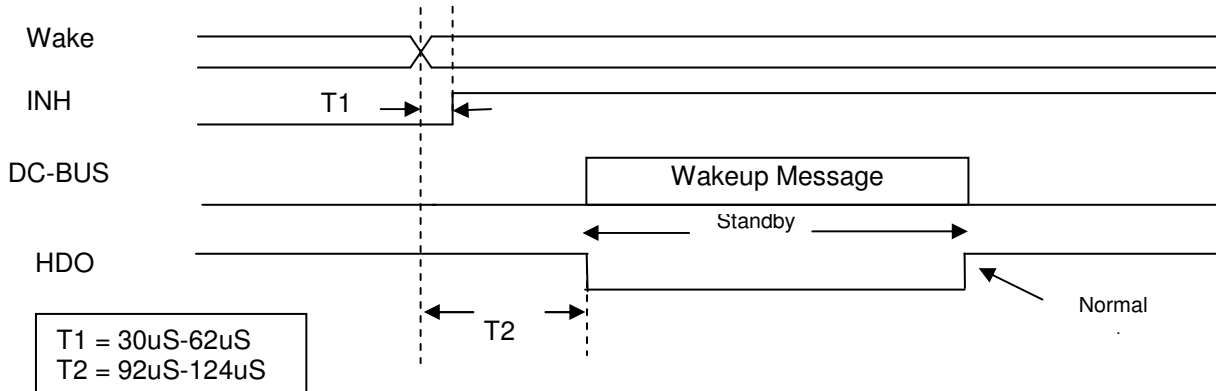 Wake
INH
T1
DC-BUS
Wakeup Message
Standby
HDO
Normal
T2
T1 = 30uS-62uS
T2 = 92uS-124uS